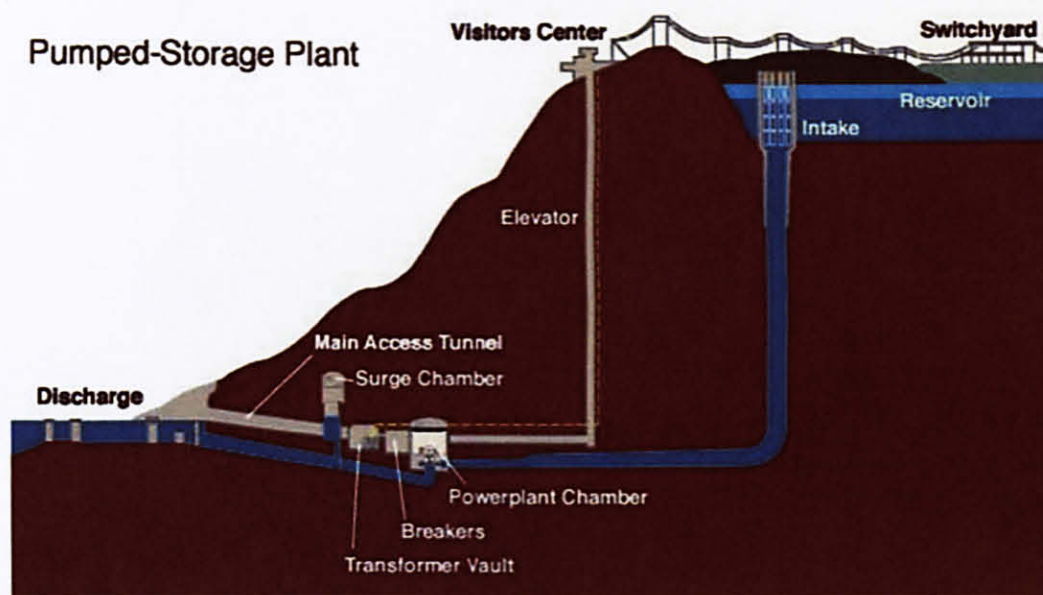 Pumped-Storage Plant
Visitors Center
Switchyard
Reservoir
Intake
Elevator
Main Access Tunnel
Surge Chamber
Discharge
Powerplant Chamber
Breakers
Transformer Vault